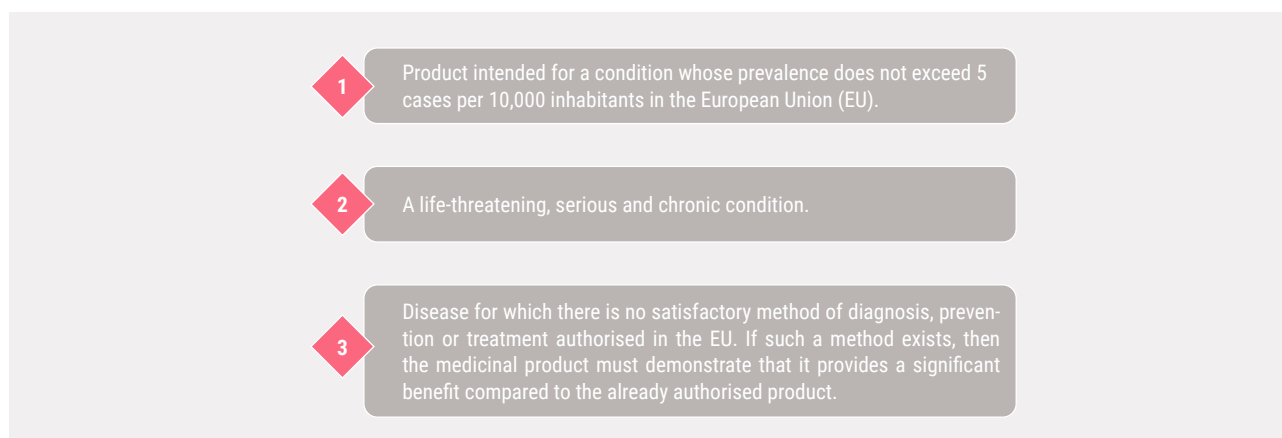 1
Product intended for a condition whose prevalence does not exceed 5
cases per 10,000 inhabitants in the European Union (EU).
2
A life-threatening, serious and chronic condition.
3
Disease for which there is no satisfactory method of diagnosis, preven-
tion or treatment authorised in the EU. If such a method exists, then
the medicinal product must demonstrate that it provides a significant
benefit compared to the already authorised product.